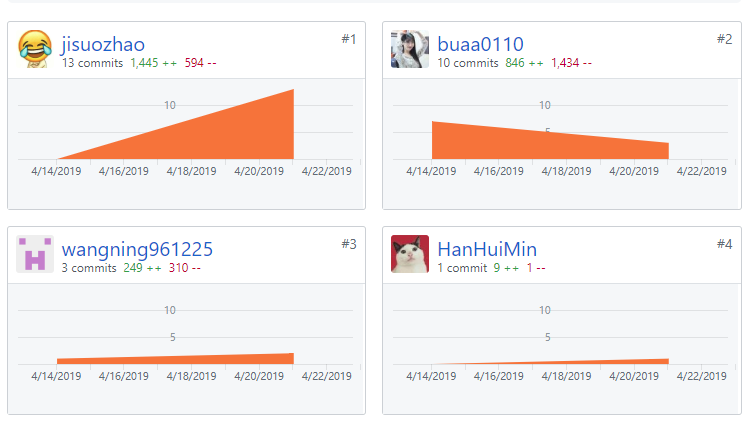 jisuozhao #1
13 commits 1,445 ++ 594 --
10
4/14/2019 4/16/2019 4/18/2019 4/20/2019 4/22/2019
buaa0110 #2
10 commits 846 ++ 1,434 --
10
5
4/14/2019 4/16/2019 4/18/2019 4/20/2019 4/22/2019
wangning961225 #3
3 commits 249 ++ 310 --
10
5
4/14/2019 4/16/2019 4/18/2019 4/20/2019 4/22/2019
HanHuiMin #4
1 commit 9 ++ 1 --
10
5
4/14/2019 4/16/2019 4/18/2019 4/20/2019 4/22/2019